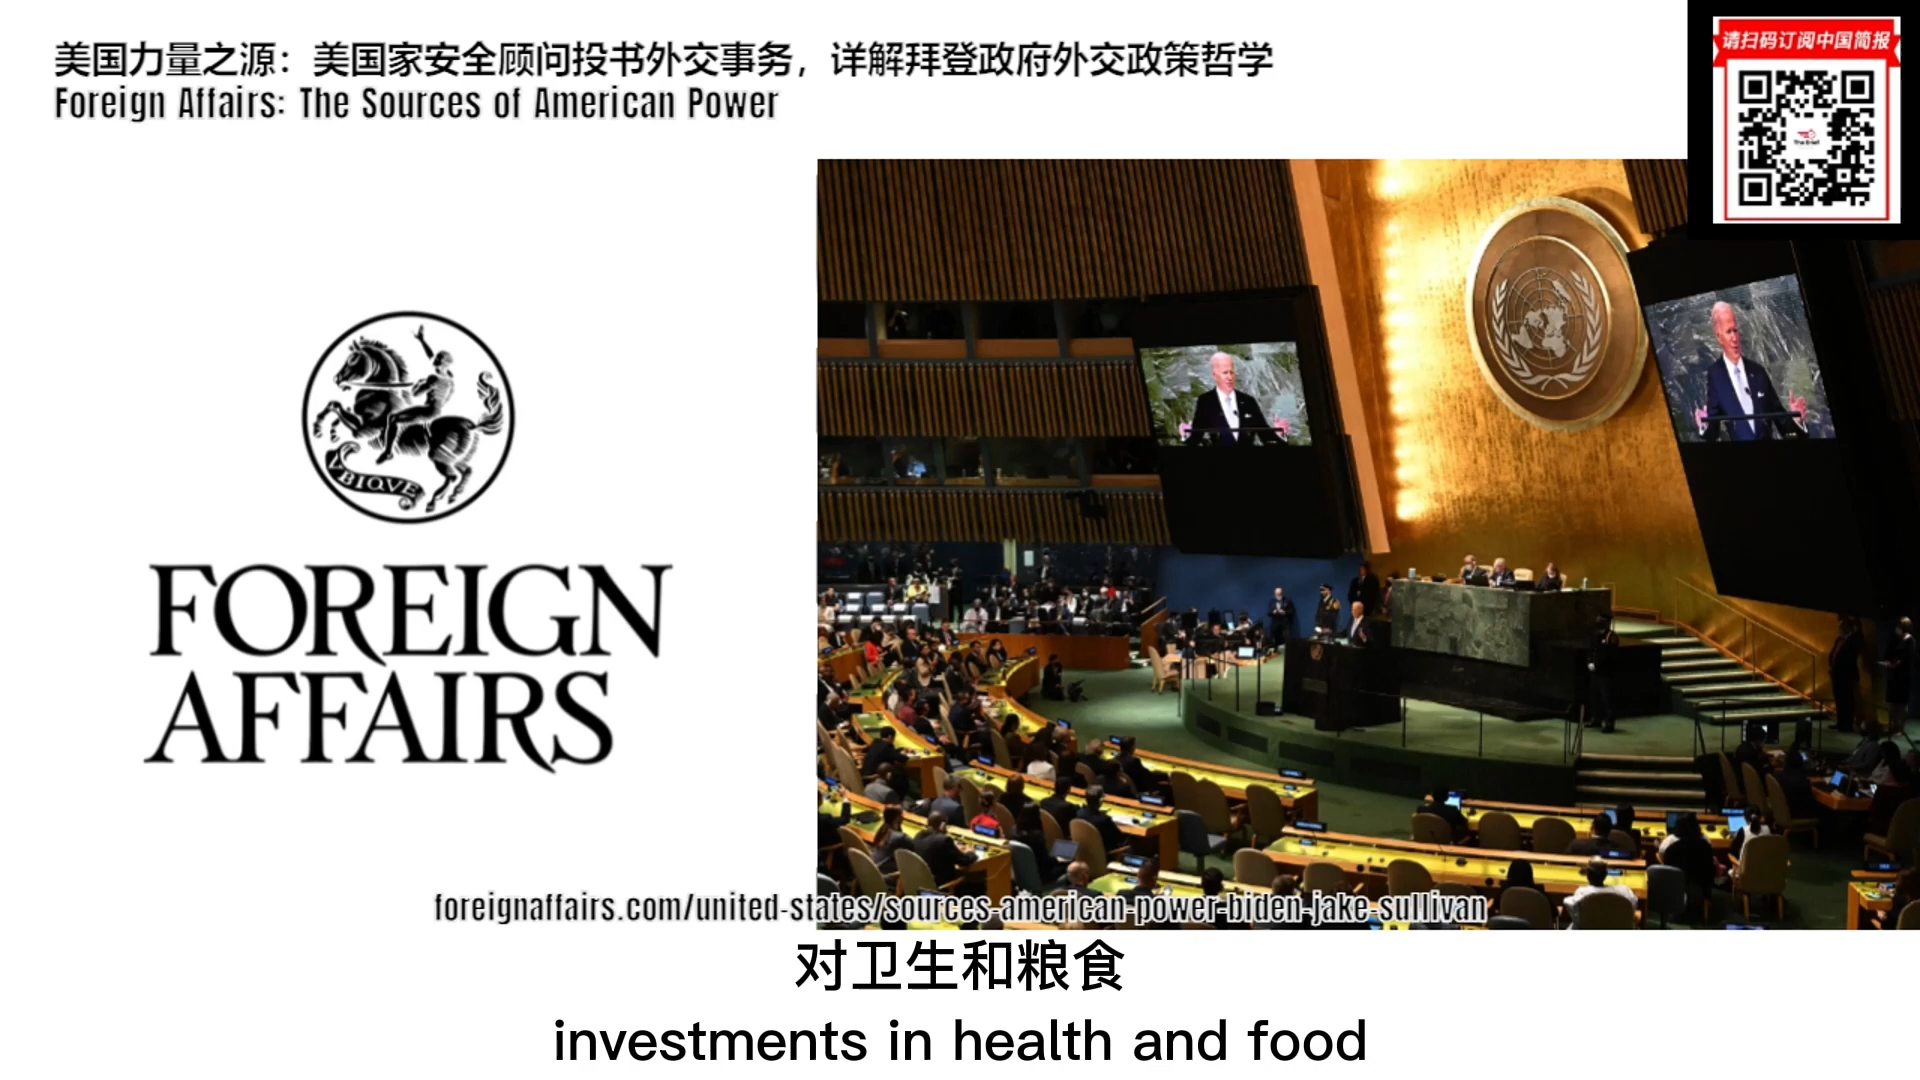 美国力量之源：美国家安全顾问投书外交事务，详解拜登政府外交政策哲学
Foreign Affairs: The Sources of American Power
请扫码订阅中国简报
VBIQVE
FOREIGN
AFFAIRS
foreignaffairs.com/united-states/sources-american-power-biden-jake-sullivan
对卫生和粮食
investments in health and food